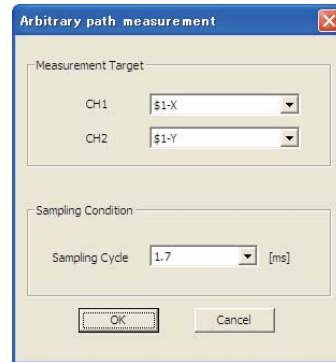 Arbitrary path measurement
Measurement Target
CH1 $1-X
CH2 $1-Y
Sampling Condition
Sampling Cycle 1.7 [ms]
OK Cancel